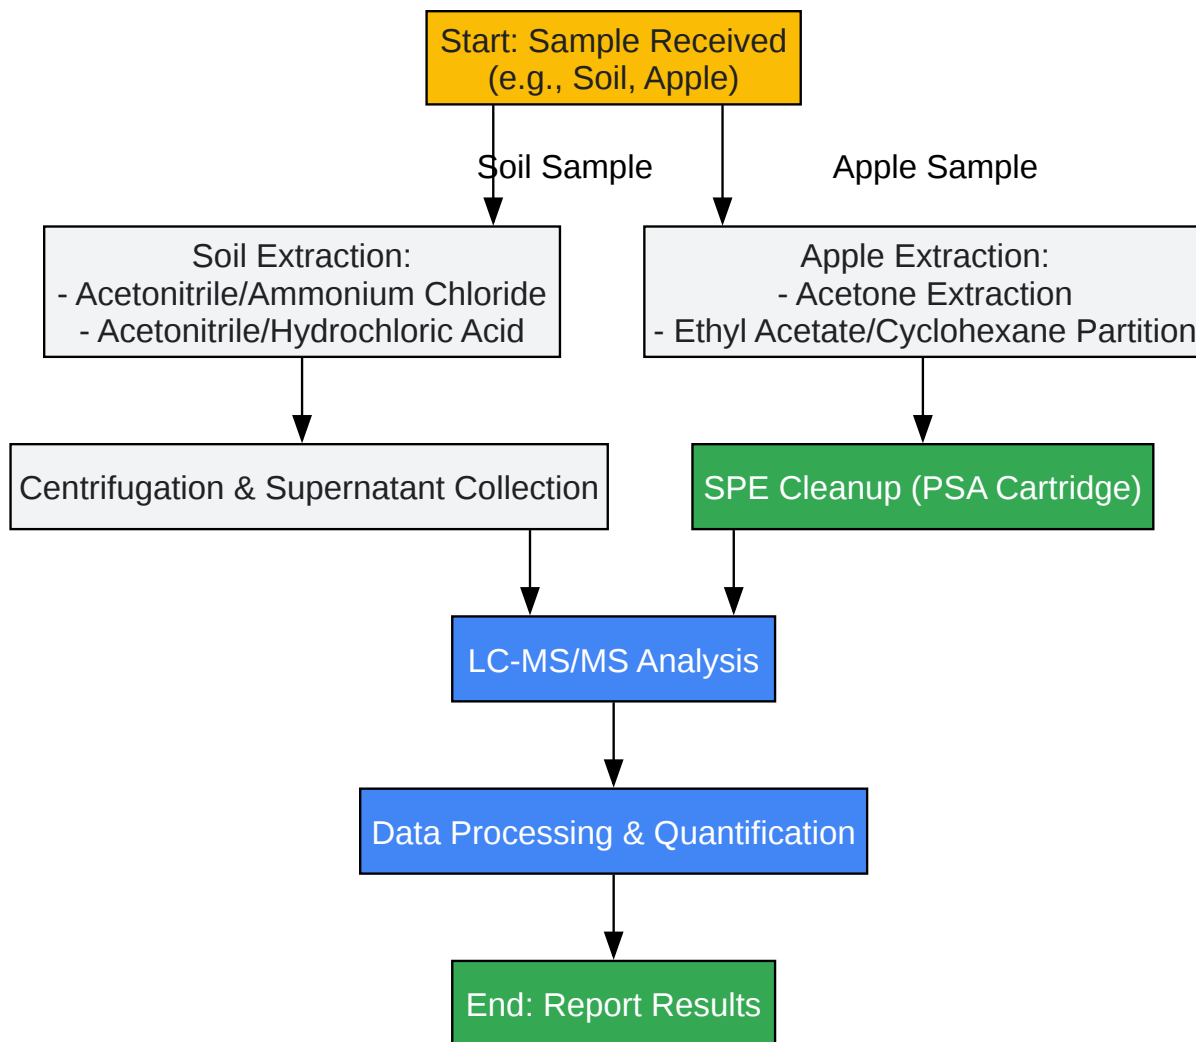 Start: Sample Received
(e.g., Soil, Apple)
Soil Sample
Apple Sample
Soil Extraction:
- Acetonitrile/Ammonium Chloride
- Acetonitrile/Hydrochloric Acid
Apple Extraction:
- Acetone Extraction
- Ethyl Acetate/Cyclohexane Partition
Centrifugation & Supernatant Collection
SPE Cleanup (PSA Cartridge)
LC-MS/MS Analysis
Data Processing & Quantification
End: Report Results